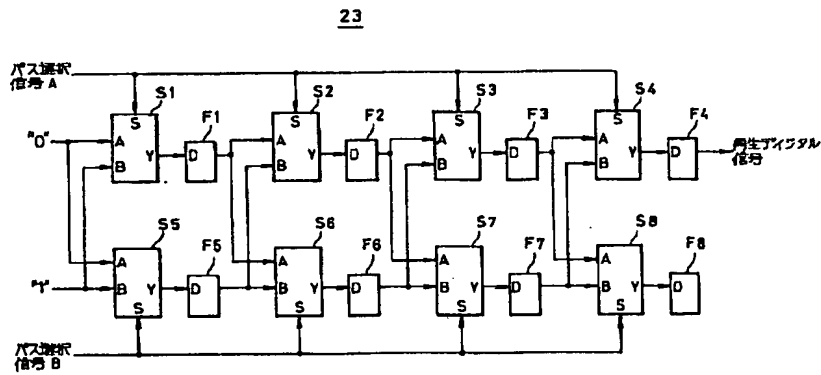 23
パス選択
信号 A
S1 S2 S3 S4
S S S S
F1 F2 F3 F4
"0"
A A A A
B B B B
Y Y Y Y
D D D D
再生ディジタル
信号
S5 S6 S7 S8
F5 F6 F7 F8
A A A A
"1"
B B B B
Y Y Y Y
D D D D
S S S S
パス選択
信号 B